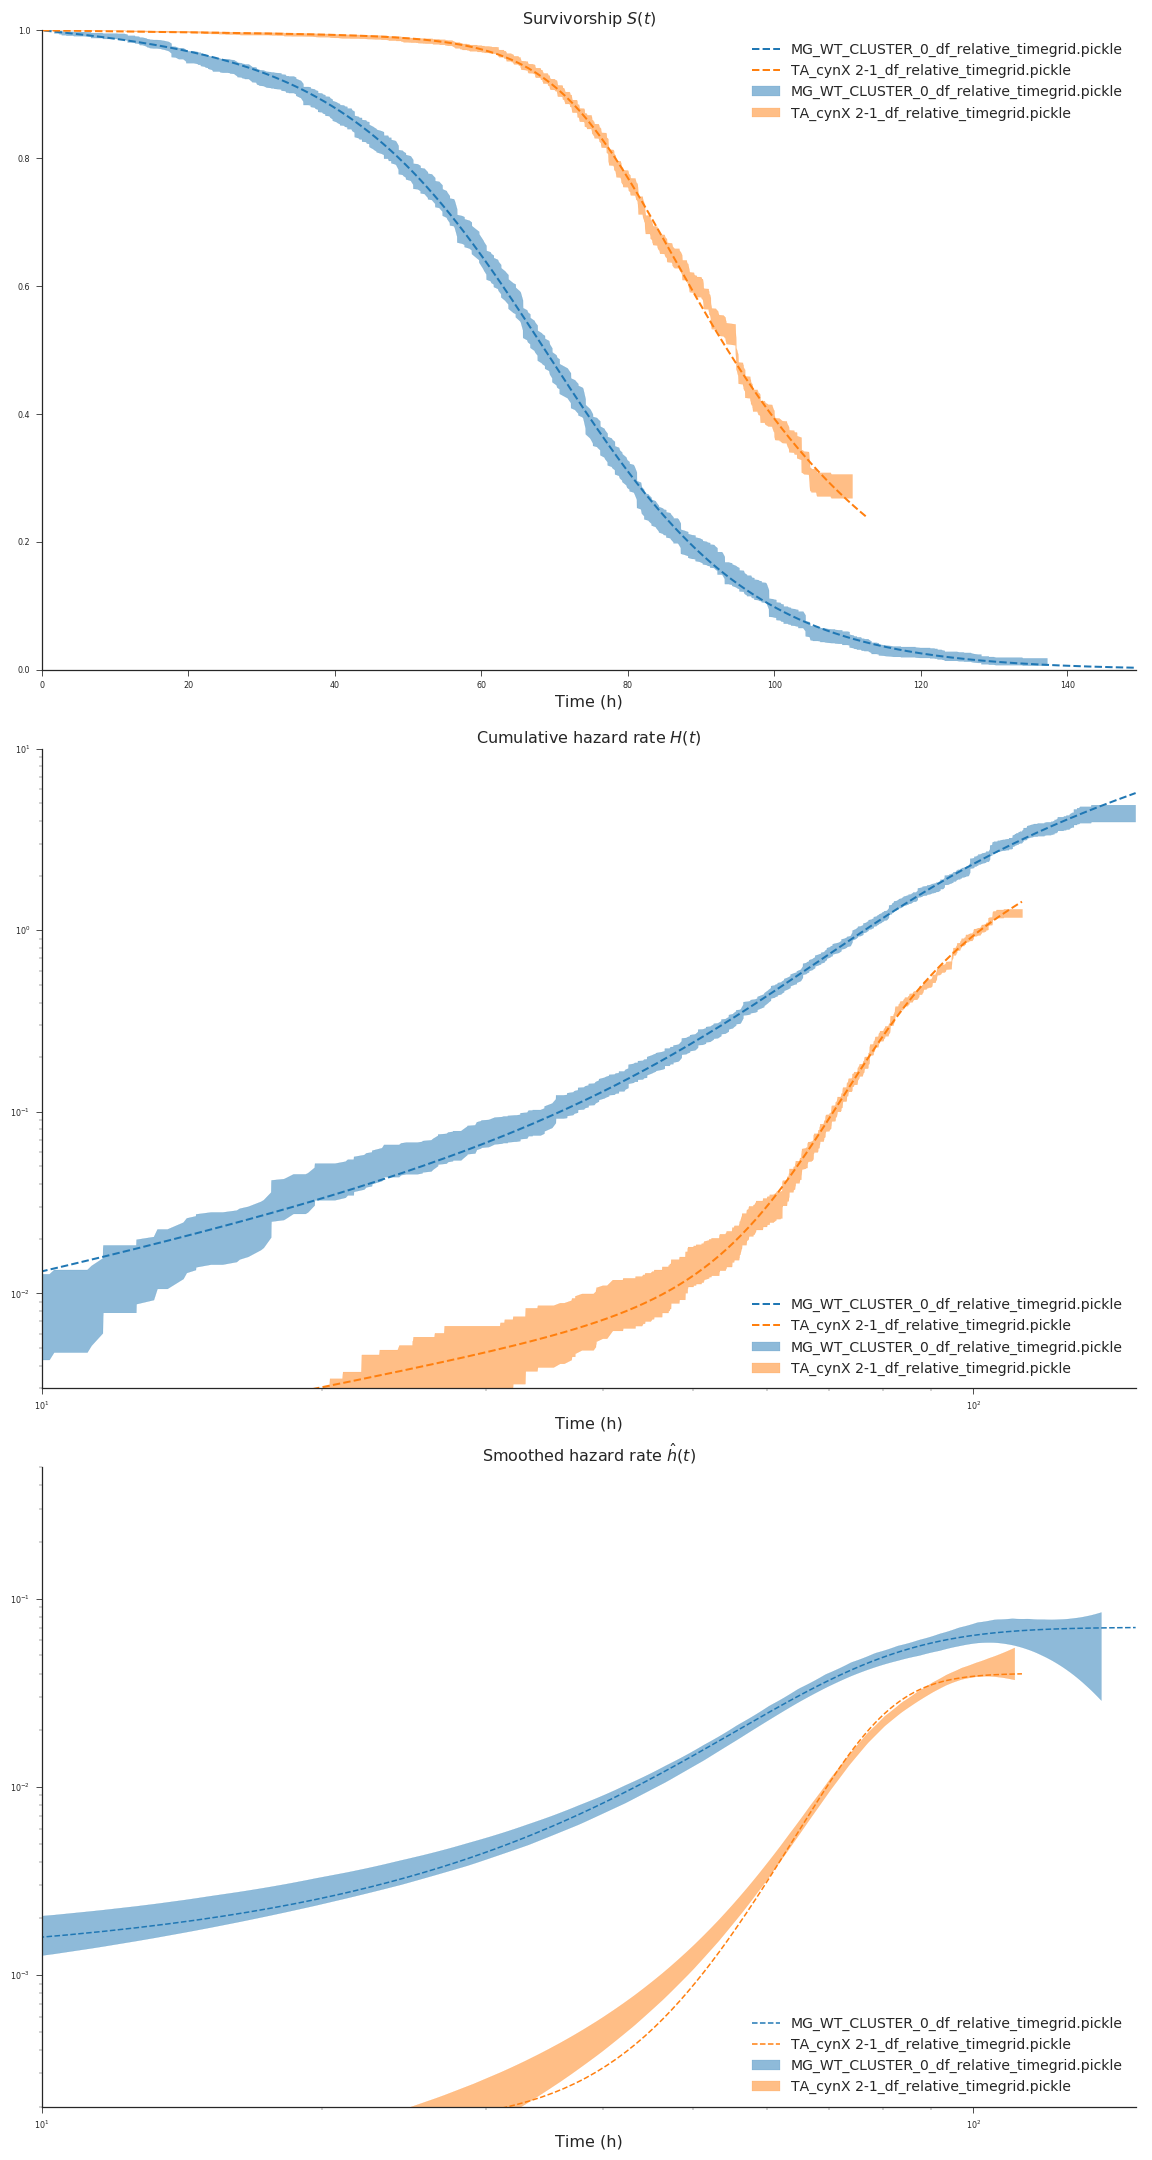 Survivorship S(t)
1.0
0.8
0.6
0.4
0.2
0.0
MG_WT_CLUSTER_0_df_relative_timegrid.pickle
TA_cynX 2-1_df_relative_timegrid.pickle
MG_WT_CLUSTER_0_df_relative_timegrid.pickle
TA_cynX 2-1_df_relative_timegrid.pickle
0 20 40 60 80 100 120 140
Time (h)
Cumulative hazard rate H(t)
10¹
10⁰
10⁻¹
10⁻²
MG_WT_CLUSTER_0_df_relative_timegrid.pickle
TA_cynX 2-1_df_relative_timegrid.pickle
MG_WT_CLUSTER_0_df_relative_timegrid.pickle
TA_cynX 2-1_df_relative_timegrid.pickle
10¹ 10²
Time (h)
Smoothed hazard rate ĥ(t)
10⁻¹
10⁻²
10⁻³
MG_WT_CLUSTER_0_df_relative_timegrid.pickle
TA_cynX 2-1_df_relative_timegrid.pickle
MG_WT_CLUSTER_0_df_relative_timegrid.pickle
TA_cynX 2-1_df_relative_timegrid.pickle
10¹ 10²
Time (h)